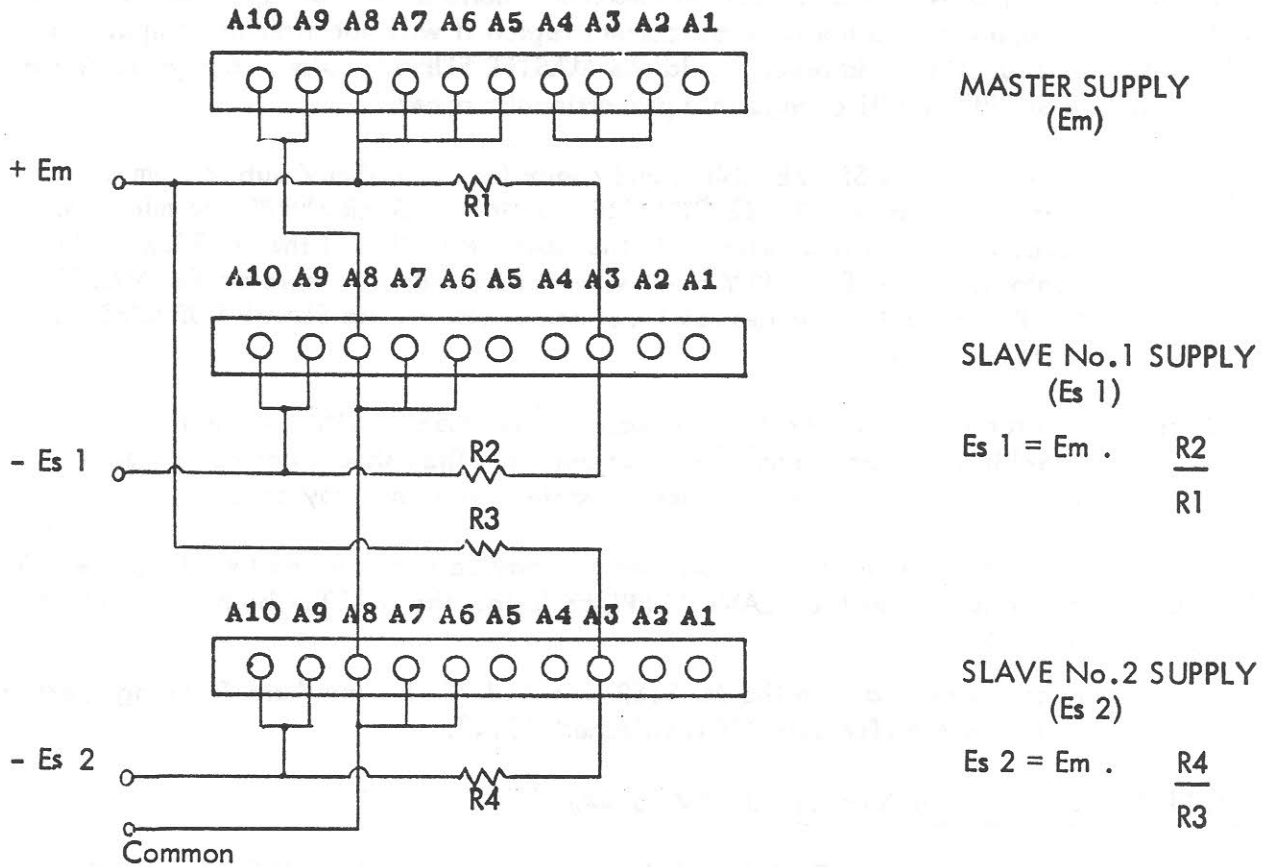 A10 A9 A8 A7 A6 A5 A4 A3 A2 A1
MASTER SUPPLY
(Em)
+ Em
R1
A10 A9 A8 A7 A6 A5 A4 A3 A2 A1
SLAVE No.1 SUPPLY
(Es 1)
- Es 1
R2
Es 1 = Em . R2
R1
R3
A10 A9 A8 A7 A6 A5 A4 A3 A2 A1
SLAVE No.2 SUPPLY
(Es 2)
- Es 2
R4
Es 2 = Em . R4
R3
Common